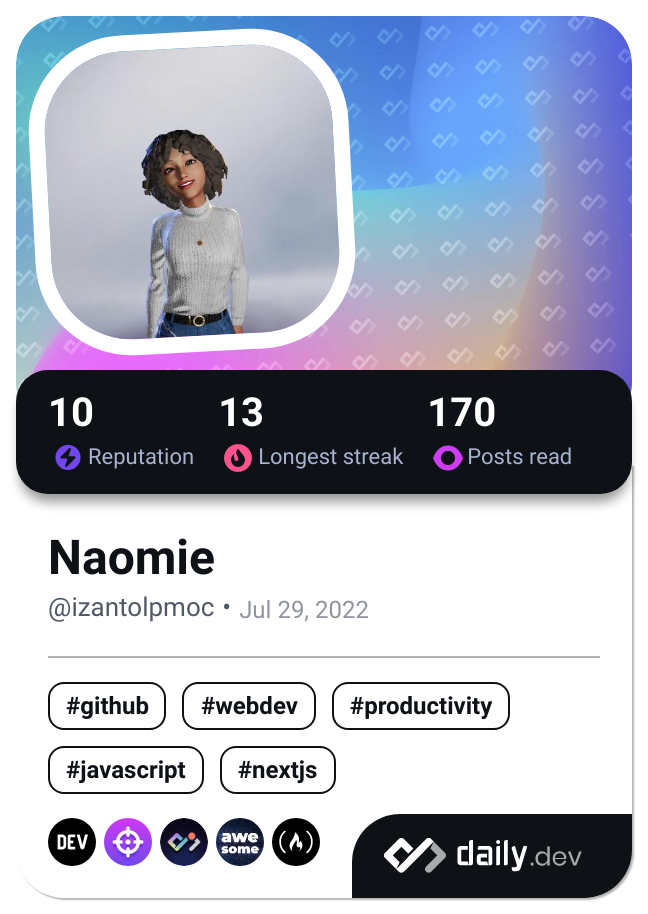 10 13 170
Reputation Longest streak Posts read
Naomie
@izantolpmoc • Jul 29, 2022
#github #webdev #productivity
#javascript #nextjs
DEV awe some
daily.dev